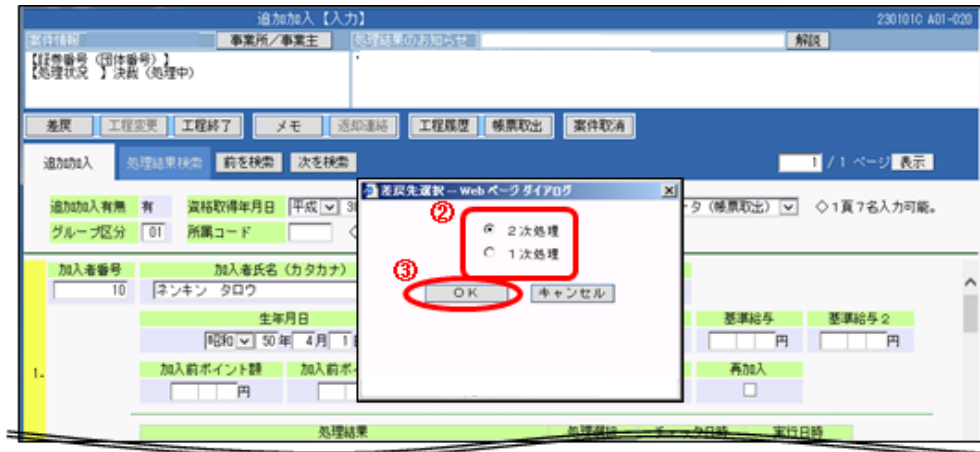 追加加入【入力】 230101C A01-020
案件情報 事業所／事業主 処理結果のお知らせ 解説
【証券番号（団体番号）】
【処理状況　】決裁（処理中）
差戻 工程変更 工程終了 メモ 返却連絡 工程履歴 帳票取出 案件取消
追加加入 処理結果検索 前を検索 次を検索 1 / 1 ページ 表示
差戻先選択 -- Web ページ ダイアログ
②
２次処理
１次処理
③
ＯＫ キャンセル
追加加入有無 有 資格取得年月日 平成 タ（帳票取出） ◇1頁7名入力可能。
グループ区分 01 所属コード
加入者番号 加入者氏名（カタカナ）
10 ネンキン　タロウ
生年月日 基準給与 基準給与２
昭和 50年 4月 1 円 円
1. 加入前ポイント額 加入前ポ 再加入
円
処理結果 チェック日時 実行日時